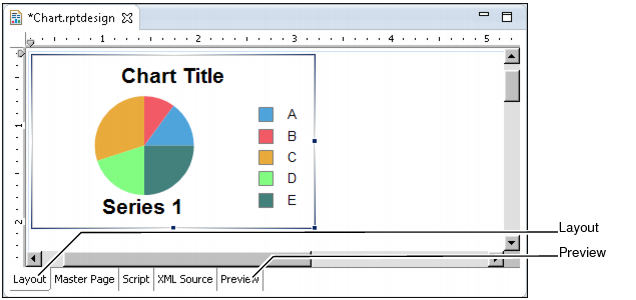 *Chart.rptdesign
1 2 3 4 5
1
2
Chart Title
A
B
C
D
E
Series 1
Layout
Preview
Layout Master Page Script XML Source Preview